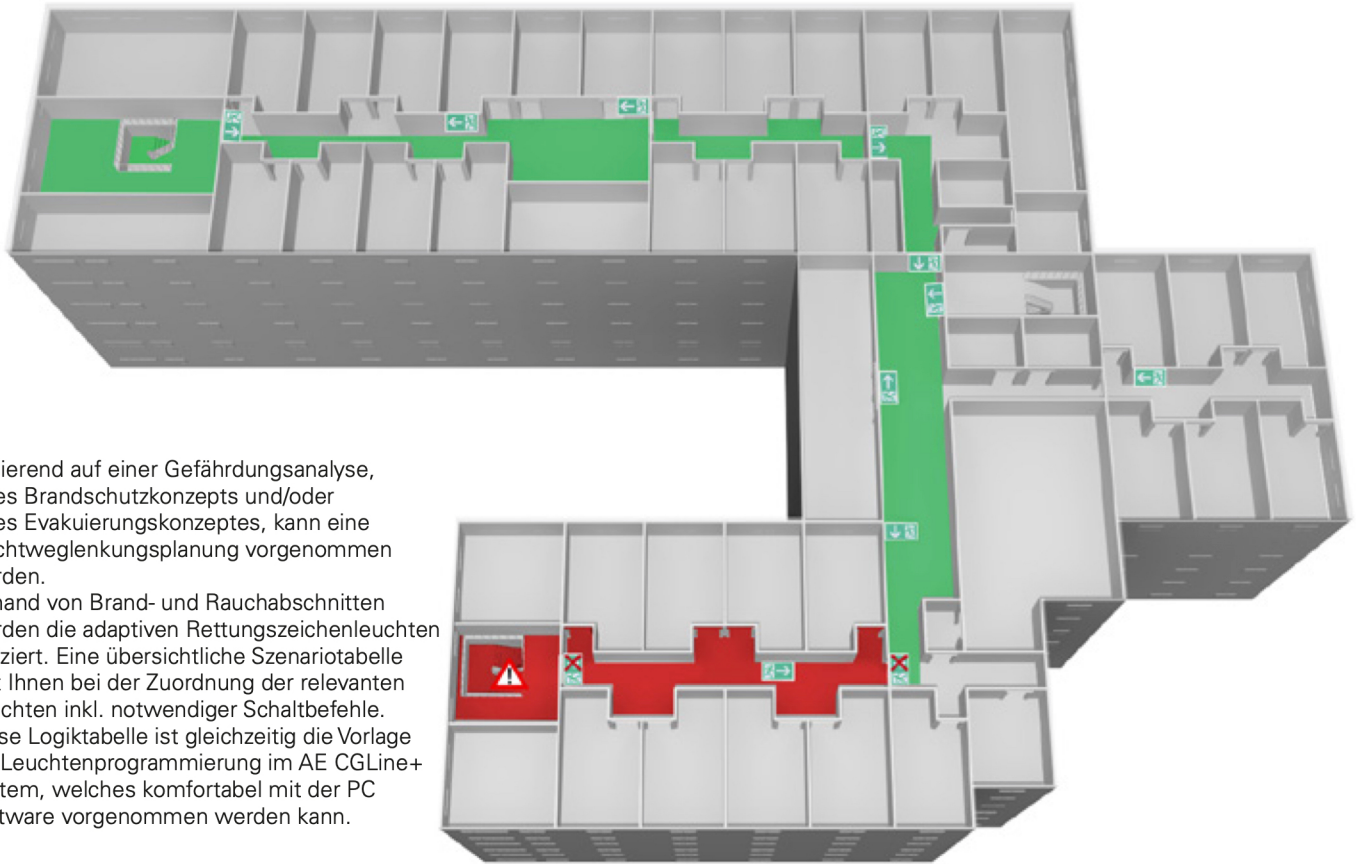 ierend auf einer Gefährdungsanalyse,
es Brandschutzkonzepts und/oder
es Evakuierungskonzeptes, kann eine
chtweglenkungsplanung vorgenommen
rden.
nand von Brand- und Rauchabschnitten
rden die adaptiven Rettungszeichenleuchten
ziert. Eine übersichtliche Szenariotabelle
t Ihnen bei der Zuordnung der relevanten
chten inkl. notwendiger Schaltbefehle.
se Logiktabelle ist gleichzeitig die Vorlage
Leuchtenprogrammierung im AE CGLine+
tem, welches komfortabel mit der PC
tware vorgenommen werden kann.